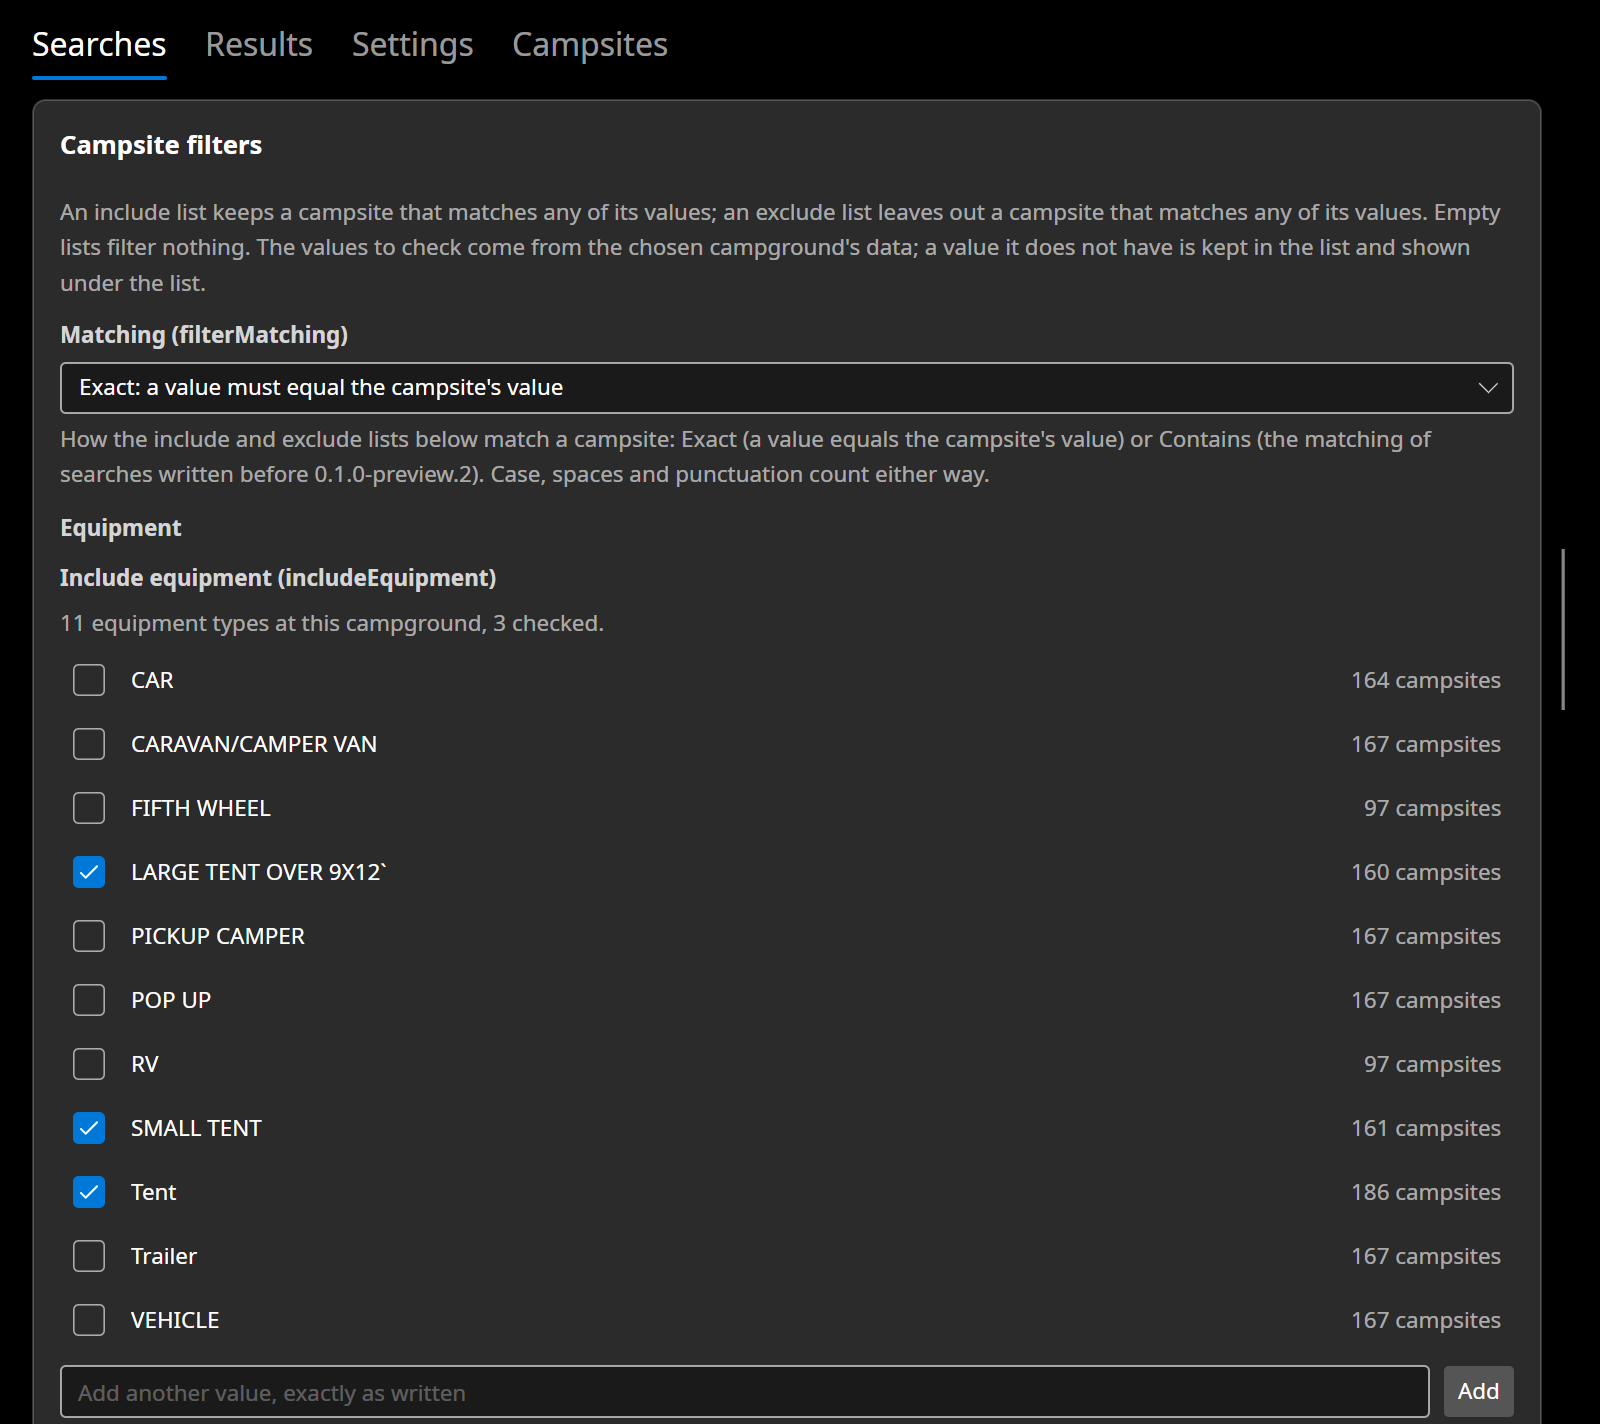 Searches Results Settings Campsites
Campsite filters
An include list keeps a campsite that matches any of its values; an exclude list leaves out a campsite that matches any of its values. Empty
lists filter nothing. The values to check come from the chosen campground's data; a value it does not have is kept in the list and shown
under the list.
Matching (filterMatching)
Exact: a value must equal the campsite's value
How the include and exclude lists below match a campsite: Exact (a value equals the campsite's value) or Contains (the matching of
searches written before 0.1.0-preview.2). Case, spaces and punctuation count either way.
Equipment
Include equipment (includeEquipment)
11 equipment types at this campground, 3 checked.
CAR 164 campsites
CARAVAN/CAMPER VAN 167 campsites
FIFTH WHEEL 97 campsites
LARGE TENT OVER 9X12` 160 campsites
PICKUP CAMPER 167 campsites
POP UP 167 campsites
RV 97 campsites
SMALL TENT 161 campsites
Tent 186 campsites
Trailer 167 campsites
VEHICLE 167 campsites
Add another value, exactly as written Add